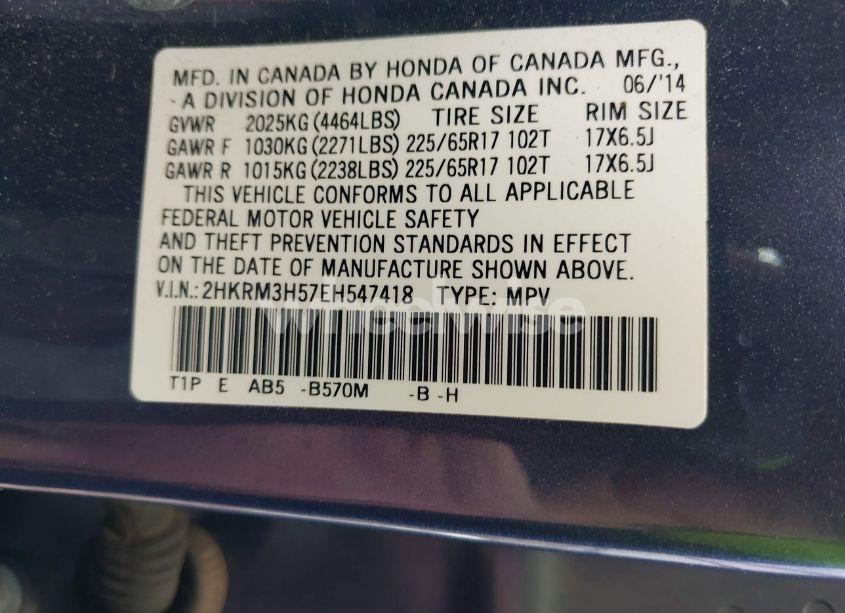 MFD. IN CANADA BY HONDA OF CANADA MFG.,
- A DIVISION OF HONDA CANADA INC. 06/'14
GVWR 2025KG (4464LBS) TIRE SIZE RIM SIZE
GAWR F 1030KG (2271LBS) 225/65R17 102T 17X6.5J
GAWR R 1015KG (2238LBS) 225/65R17 102T 17X6.5J
THIS VEHICLE CONFORMS TO ALL APPLICABLE
FEDERAL MOTOR VEHICLE SAFETY
AND THEFT PREVENTION STANDARDS IN EFFECT
ON THE DATE OF MANUFACTURE SHOWN ABOVE.
V.I.N.: 2HKRM3H57EH547418 TYPE: MPV
wheelwise
T1P E AB5 -B570M -B -H